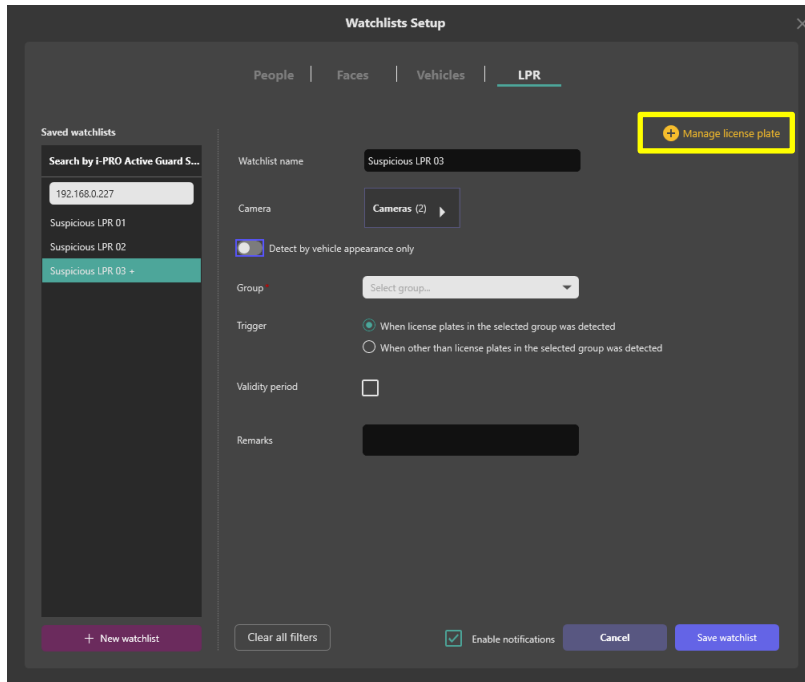 Watchlists Setup
People Faces Vehicles LPR
Saved watchlists
Manage license plate
Search by i-PRO Active Guard S...
192.168.0.227
Suspicious LPR 01
Suspicious LPR 02
Suspicious LPR 03 +
Watchlist name Suspicious LPR 03
Camera Cameras (2)
Detect by vehicle appearance only
Group* Select group...
Trigger When license plates in the selected group was detected
When other than license plates in the selected group was detected
Validity period
Remarks
+ New watchlist Clear all filters Enable notifications Cancel Save watchlist